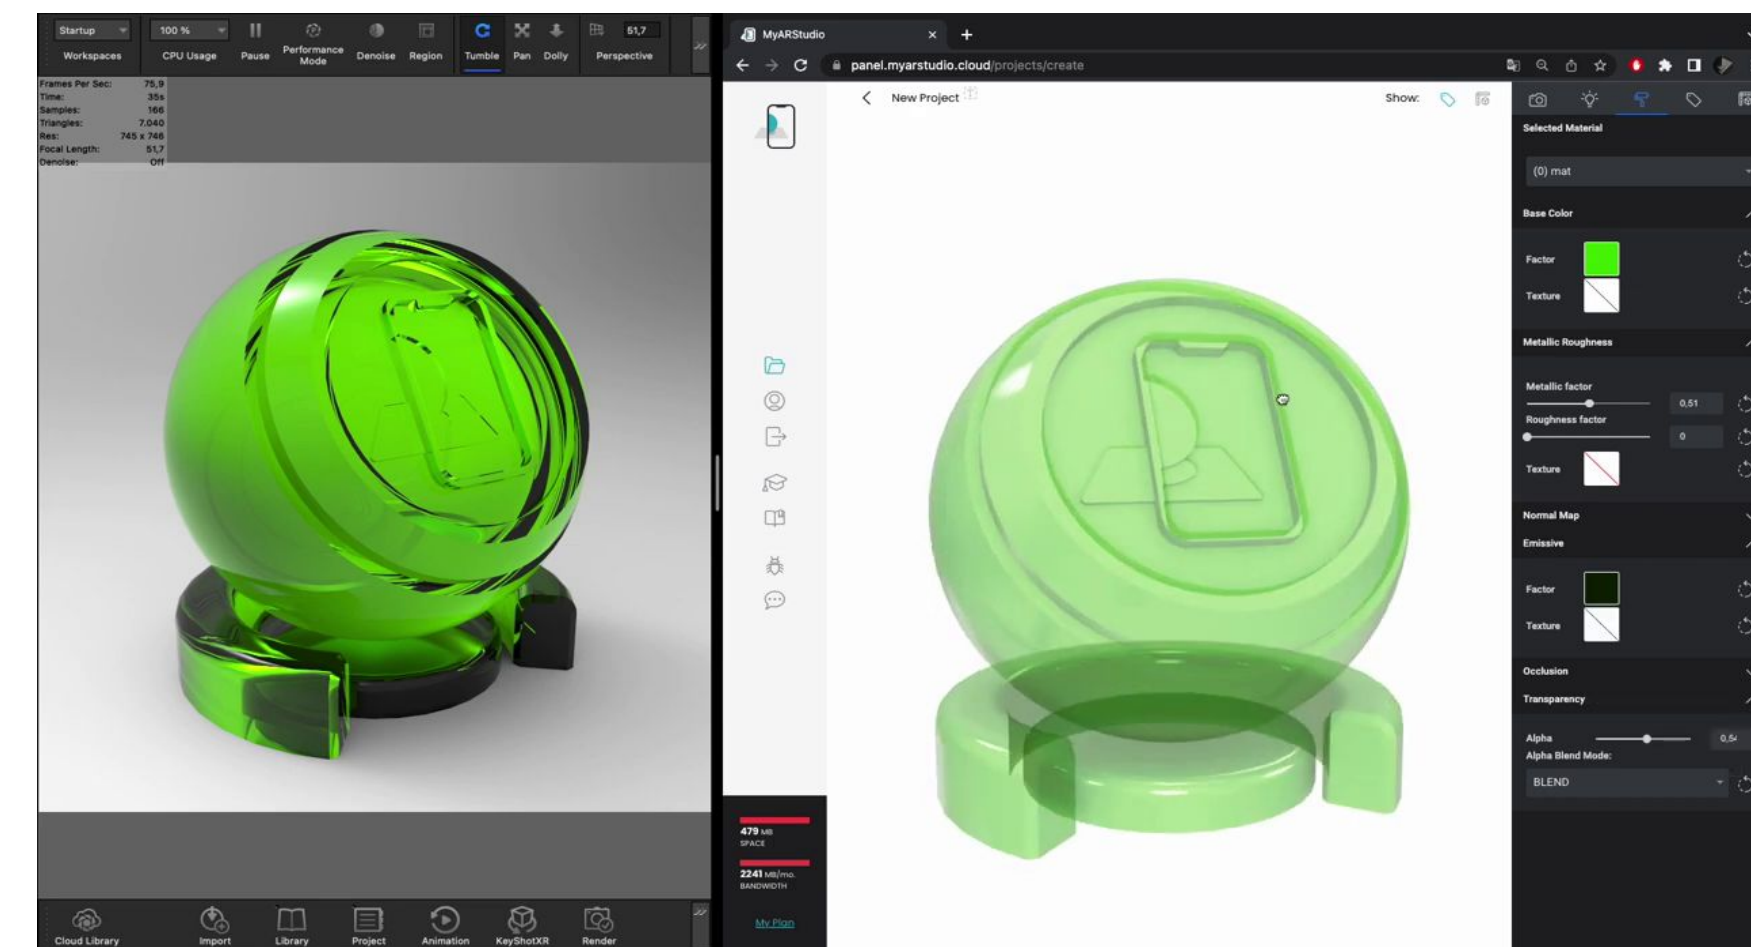 Startup
100 %
51,7
Workspaces
CPU Usage
Pause
Performance
Mode
Denoise
Region
Tumble
Pan
Dolly
Perspective
Frames Per Sec: 75,9
Time: 35s
Samples: 166
Triangles: 7.040
Res: 745 x 746
Focal Length: 51,7
Denoise: Off
Cloud Library
Import
Library
Project
Animation
KeyShotXR
Render
MyARStudio
panel.myarstudio.cloud/projects/create
New Project
Show:
479 MB
SPACE
2241 MB/mo.
BANDWIDTH
My Plan
Selected Material
(0) mat
Base Color
Factor
Texture
Metallic Roughness
Metallic factor
0,51
Roughness factor
0
Texture
Normal Map
Emissive
Factor
Texture
Occlusion
Transparency
Alpha
Alpha Blend Mode:
BLEND